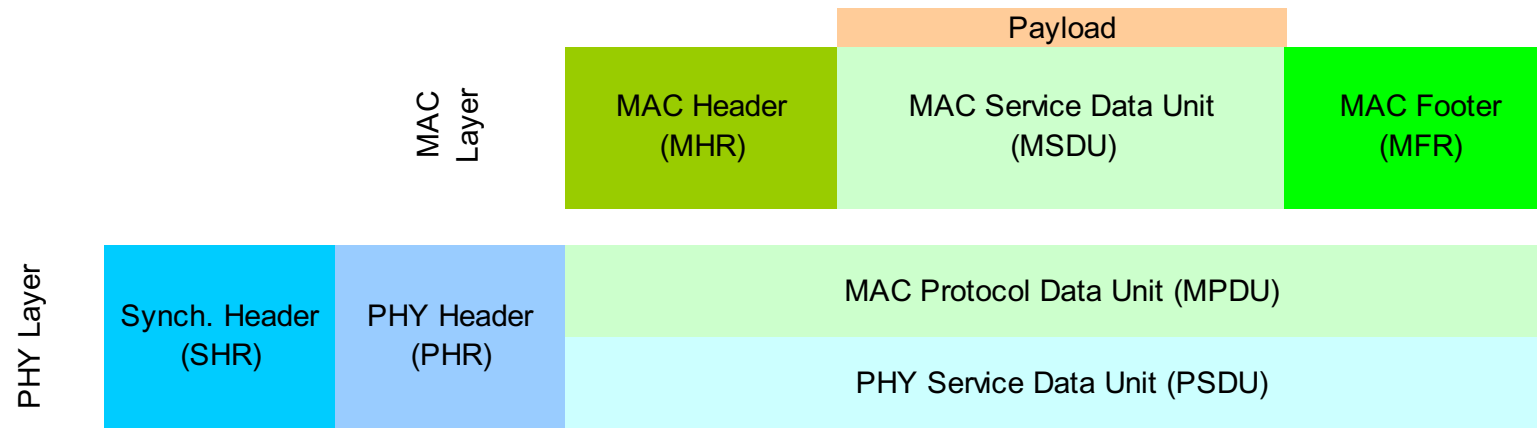 Payload
MAC
Layer
MAC Header
(MHR)
MAC Service Data Unit
(MSDU)
MAC Footer
(MFR)
PHY Layer
Synch. Header
(SHR)
PHY Header
(PHR)
MAC Protocol Data Unit (MPDU)
PHY Service Data Unit (PSDU)